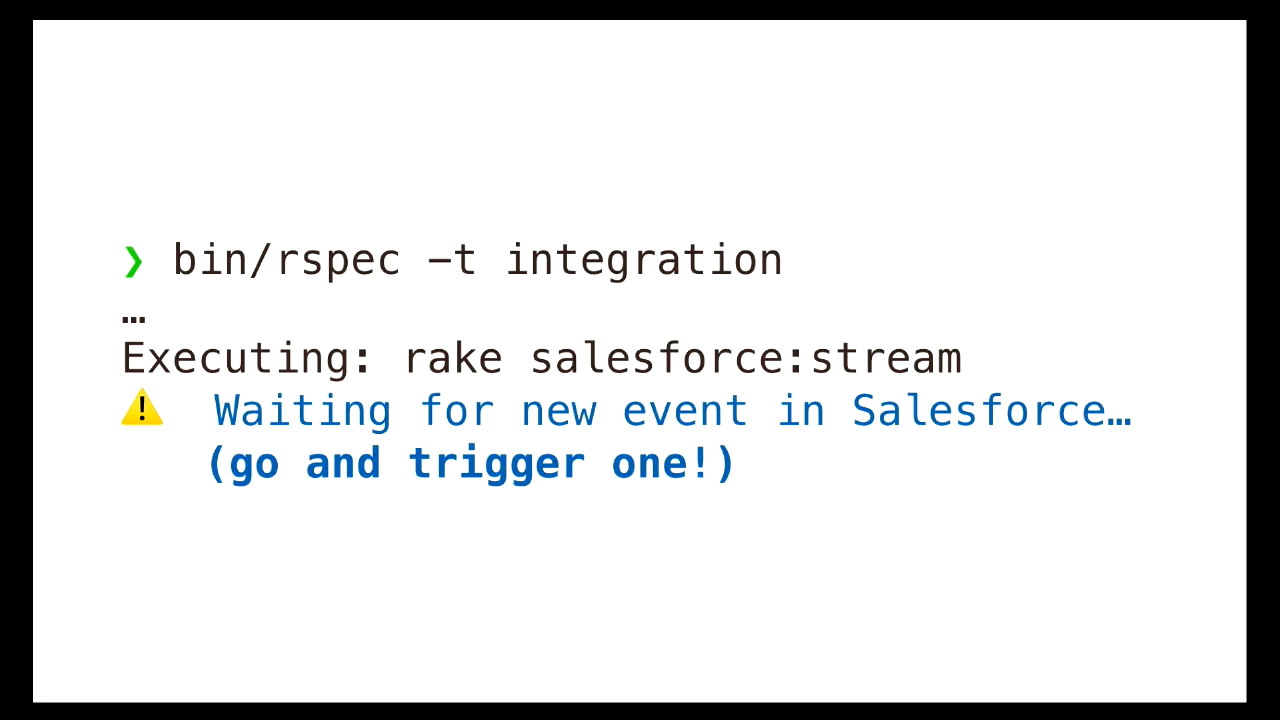 ❯ bin/rspec -t integration
…
Executing: rake salesforce:stream
⚠️ Waiting for new event in Salesforce…
(go and trigger one!)